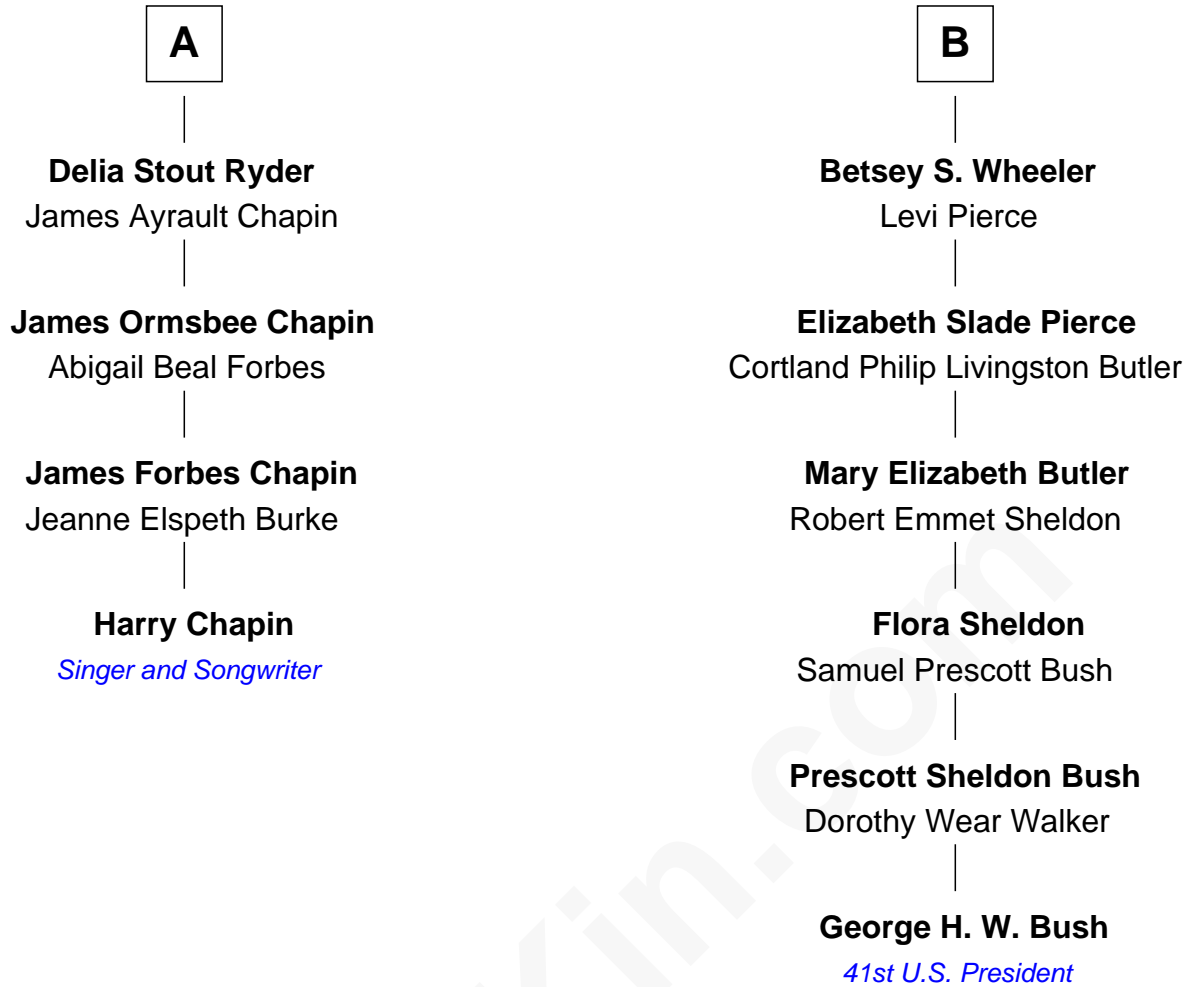 A
Delia Stout Ryder
James Ayrault Chapin
James Ormsbee Chapin
Abigail Beal Forbes
James Forbes Chapin
Jeanne Elspeth Burke
Harry Chapin
Singer and Songwriter
B
Betsey S. Wheeler
Levi Pierce
Elizabeth Slade Pierce
Cortland Philip Livingston Butler
Mary Elizabeth Butler
Robert Emmet Sheldon
Flora Sheldon
Samuel Prescott Bush
Prescott Sheldon Bush
Dorothy Wear Walker
George H. W. Bush
41st U.S. President